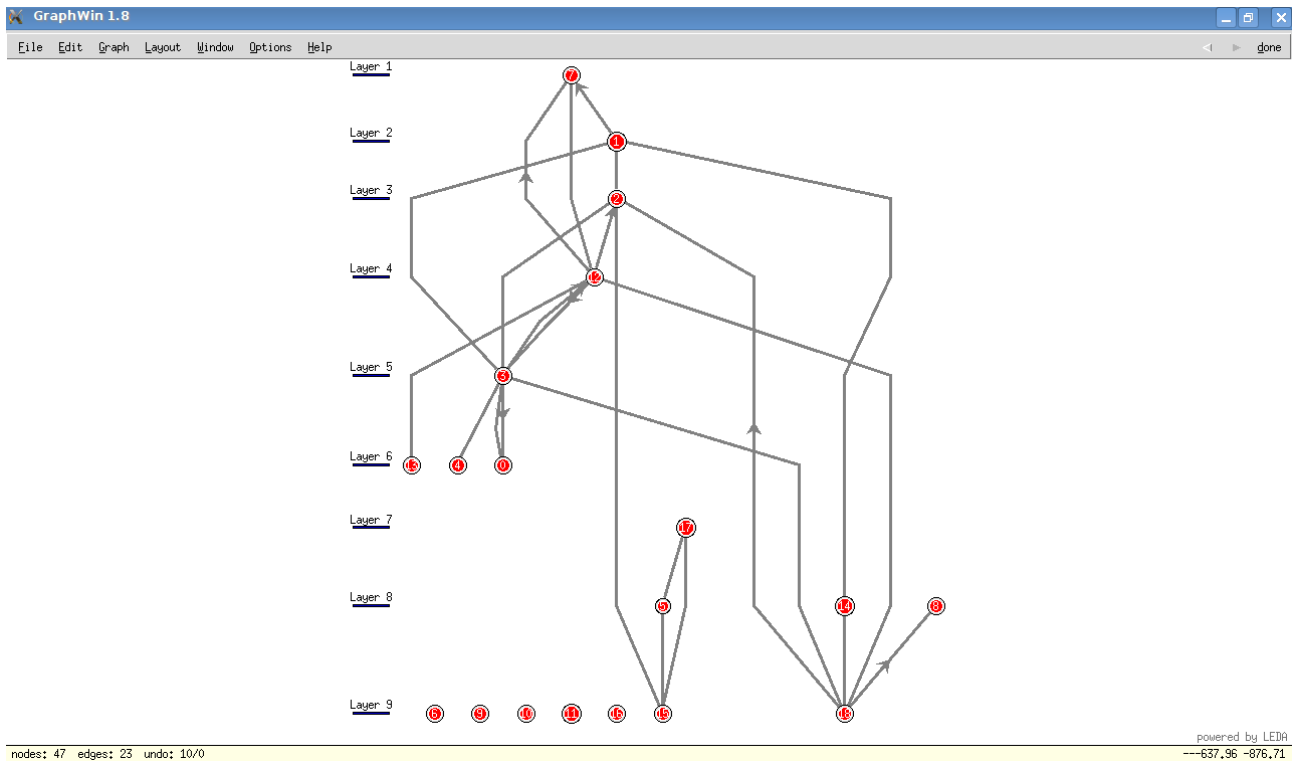 GraphWin 1.8
File Edit Graph Layout Window Options Help done
Layer 1
7
Layer 2
1
Layer 3
2
Layer 4
12
Layer 5
3
Layer 6
13 4 0
Layer 7
17
Layer 8
5 14 8
Layer 9
6 9 10 11 16 15 18
powered by LEDA
nodes: 47 edges: 23 undo: 10/0 ---637.96 -876.71